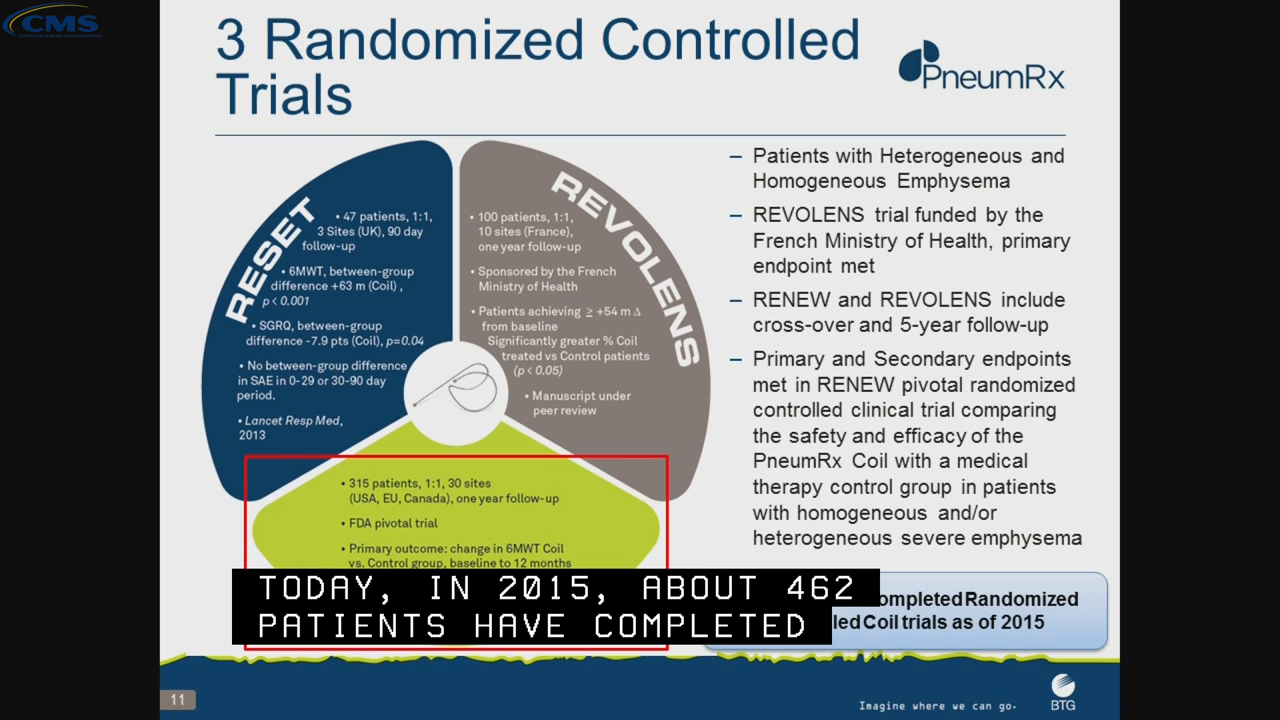 CMS
3 Randomized Controlled
Trials
PneumRx
RESET
• 47 patients, 1:1,
3 Sites (UK), 90 day
follow-up
• 6MWT, between-group
difference +63 m (Coil) ,
p < 0.001
• SGRQ, between-group
difference -7.9 pts (Coil), p=0.04
• No between-group difference
in SAE in 0-29 or 30-90 day
period.
• Lancet Resp Med,
2013
REVOLENS
• 100 patients, 1:1,
10 sites (France),
one year follow-up
• Sponsored by the French
Ministry of Health
• Patients achieving ≥ +54 m Δ
from baseline
Significantly greater % Coil
treated vs Control patients
(p < 0.05)
• Manuscript under
peer review
• 315 patients, 1:1, 30 sites
(USA, EU, Canada), one year follow-up
• FDA pivotal trial
• Primary outcome: change in 6MWT Coil
vs. Control group, baseline to 12 months
– Patients with Heterogeneous and
Homogeneous Emphysema
– REVOLENS trial funded by the
French Ministry of Health, primary
endpoint met
– RENEW and REVOLENS include
cross-over and 5-year follow-up
– Primary and Secondary endpoints
met in RENEW pivotal randomized
controlled clinical trial comparing
the safety and efficacy of the
PneumRx Coil with a medical
therapy control group in patients
with homogeneous and/or
heterogeneous severe emphysema
ompleted Randomized
led Coil trials as of 2015
TODAY, IN 2015, ABOUT 462
PATIENTS HAVE COMPLETED
11
Imagine where we can go.
BTG